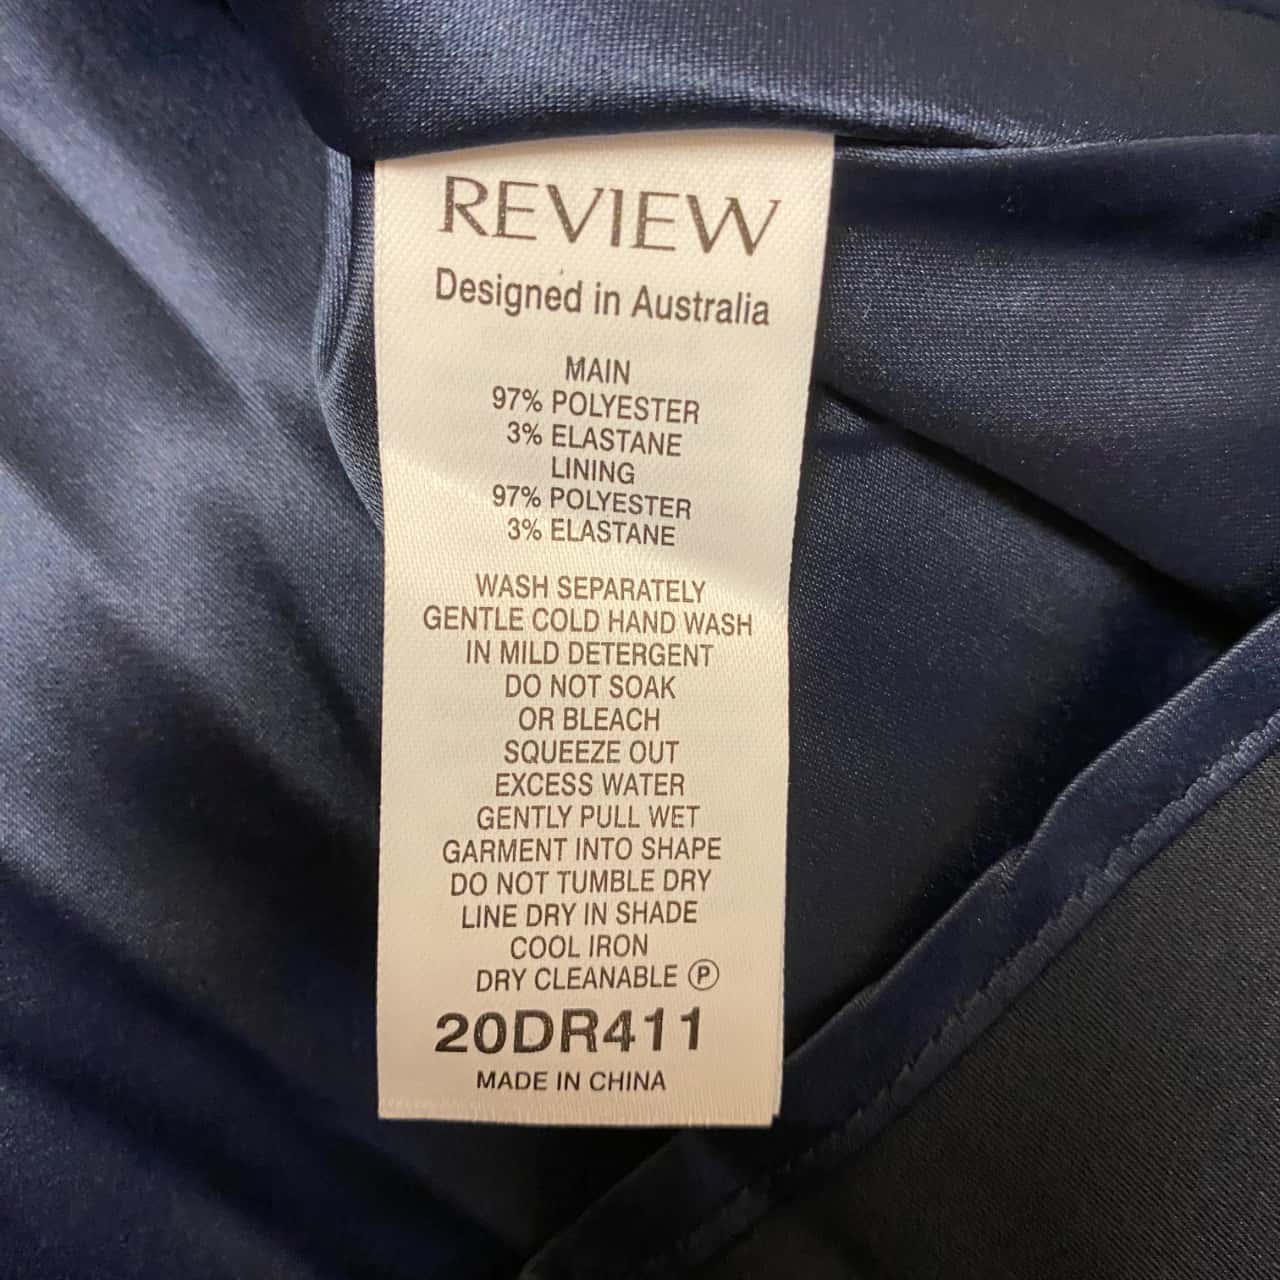 REVIEW
Designed in Australia
MAIN
97% POLYESTER
3% ELASTANE
LINING
97% POLYESTER
3% ELASTANE
WASH SEPARATELY
GENTLE COLD HAND WASH
IN MILD DETERGENT
DO NOT SOAK
OR BLEACH
SQUEEZE OUT
EXCESS WATER
GENTLY PULL WET
GARMENT INTO SHAPE
DO NOT TUMBLE DRY
LINE DRY IN SHADE
COOL IRON
DRY CLEANABLE Ⓟ
20DR411
MADE IN CHINA